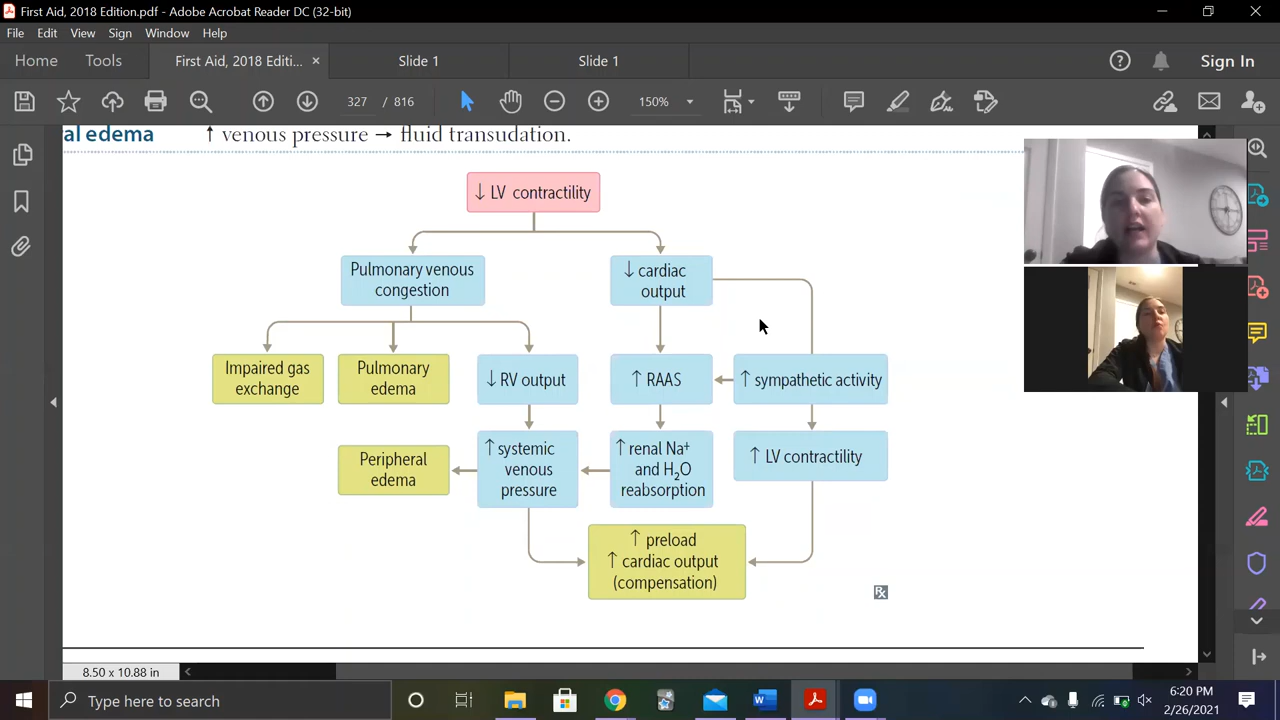 First Aid, 2018 Edition.pdf - Adobe Acrobat Reader DC (32-bit)
File Edit View Sign Window Help
Home Tools First Aid, 2018 Editi... × Slide 1 Slide 1 Sign In
327 / 816 150%
al edema ↑ venous pressure → fluid transudation.
↓ LV contractility
Pulmonary venous
congestion
↓ cardiac
output
Impaired gas
exchange
Pulmonary
edema
↓ RV output
↑ RAAS
↑ sympathetic activity
Peripheral
edema
↑ systemic
venous
pressure
↑ renal Na⁺
and H₂O
reabsorption
↑ LV contractility
↑ preload
↑ cardiac output
(compensation)
Rx
8.50 x 10.88 in
Type here to search
6:20 PM
2/26/2021